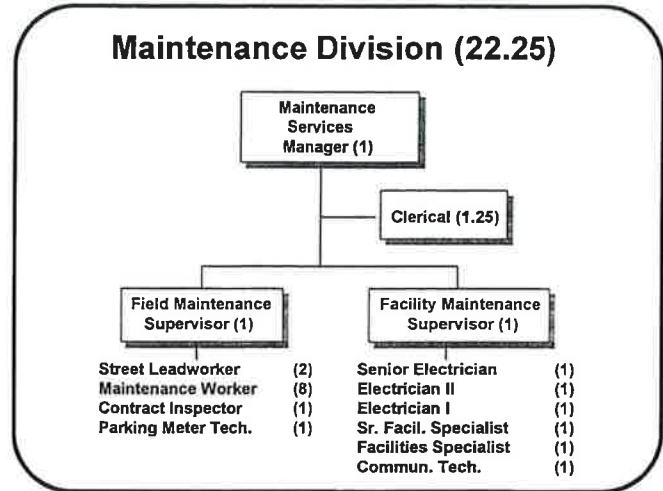 Maintenance Division (22.25)
Maintenance
Services
Manager (1)
Clerical (1.25)
Field Maintenance
Supervisor (1)
Street Leadworker (2)
Maintenance Worker (8)
Contract Inspector (1)
Parking Meter Tech. (1)
Facility Maintenance
Supervisor (1)
Senior Electrician (1)
Electrician II (1)
Electrician I (1)
Sr. Facil. Specialist (1)
Facilities Specialist (1)
Commun. Tech. (1)